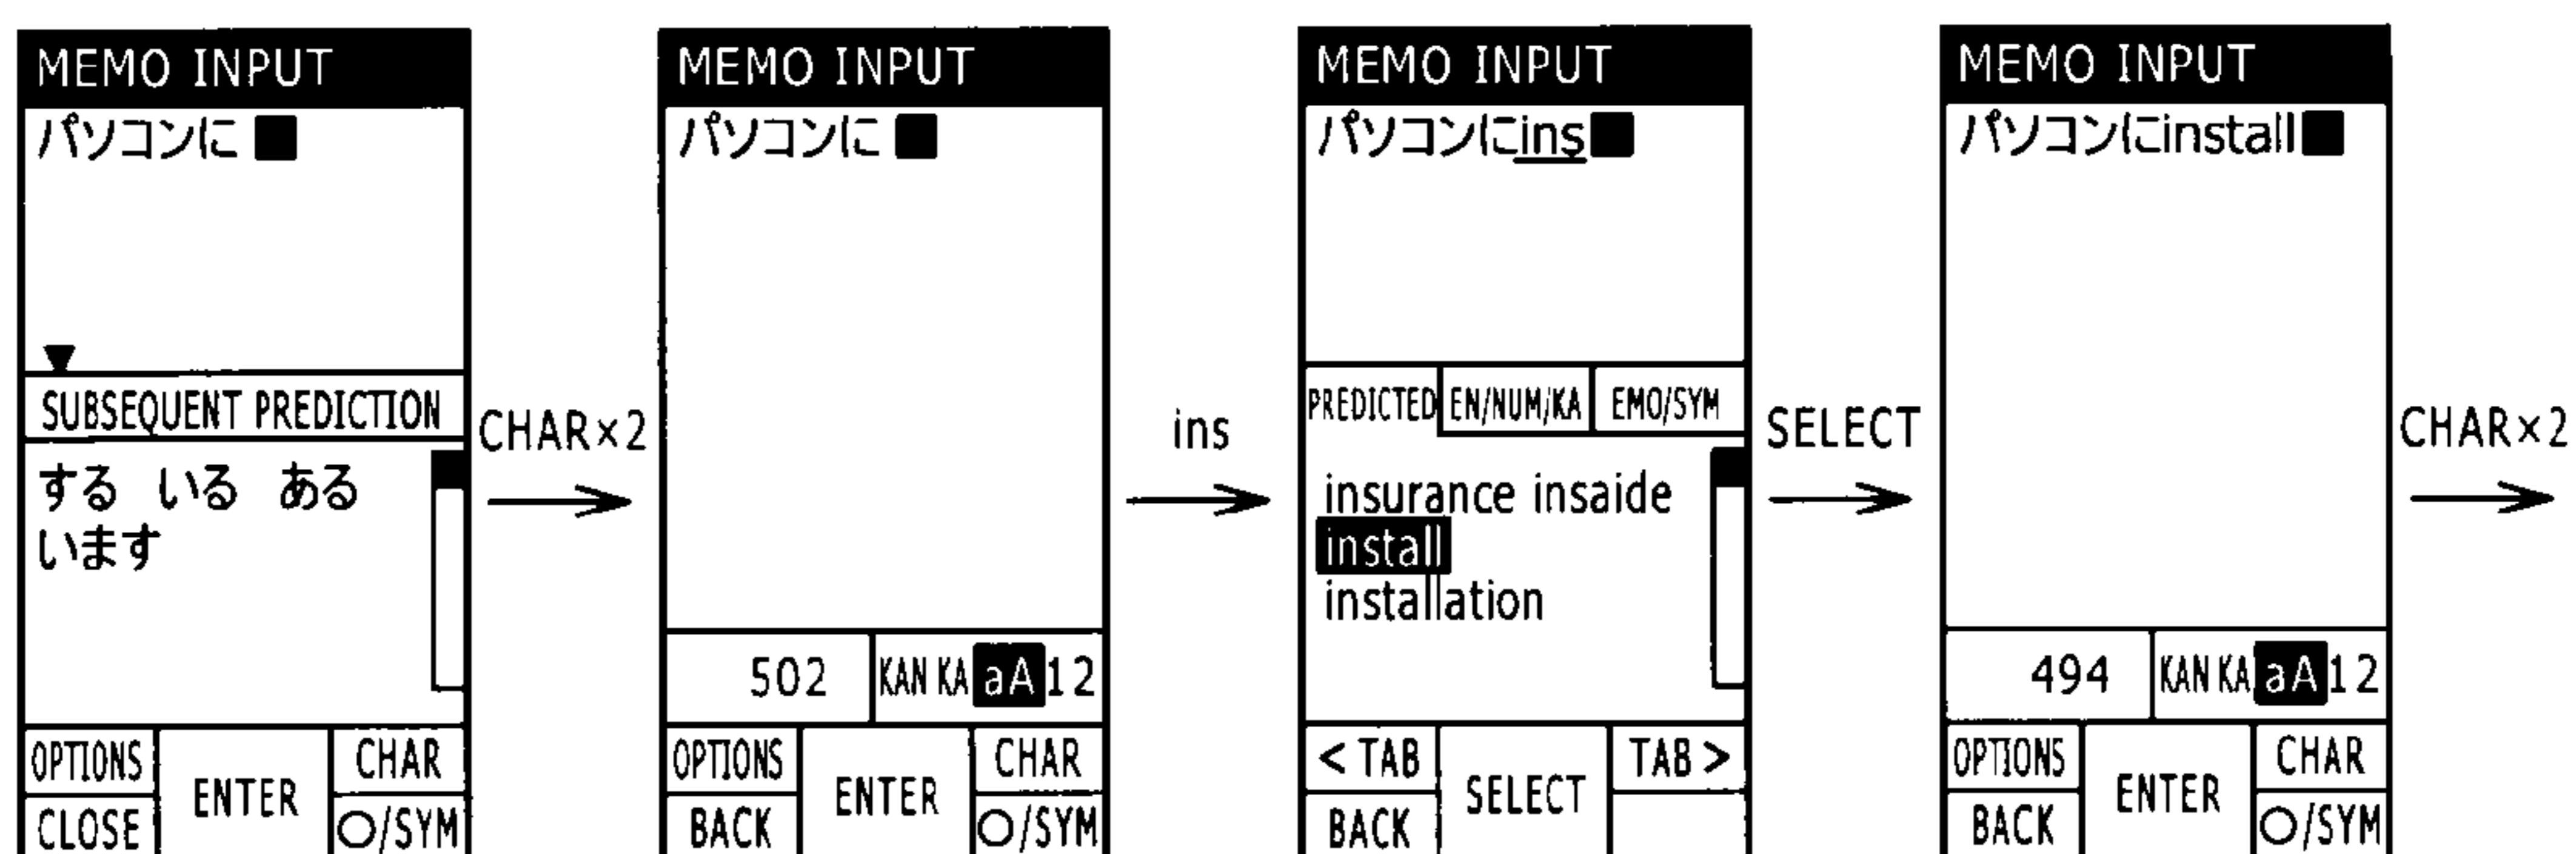 MEMO INPUT
パソコンに ■
▼
SUBSEQUENT PREDICTION
する いる ある
います
OPTIONS
ENTER
CHAR
CLOSE
○/SYM
CHAR×2
MEMO INPUT
パソコンに ■
502
KAN KA aA 12
OPTIONS
ENTER
CHAR
BACK
○/SYM
ins
MEMO INPUT
パソコンにins■
PREDICTED EN/NUM/KA EMO/SYM
insurance insaide
install
installation
< TAB
SELECT
TAB >
BACK
SELECT
MEMO INPUT
パソコンにinstall■
494
KAN KA aA 12
OPTIONS
ENTER
CHAR
BACK
○/SYM
CHAR×2